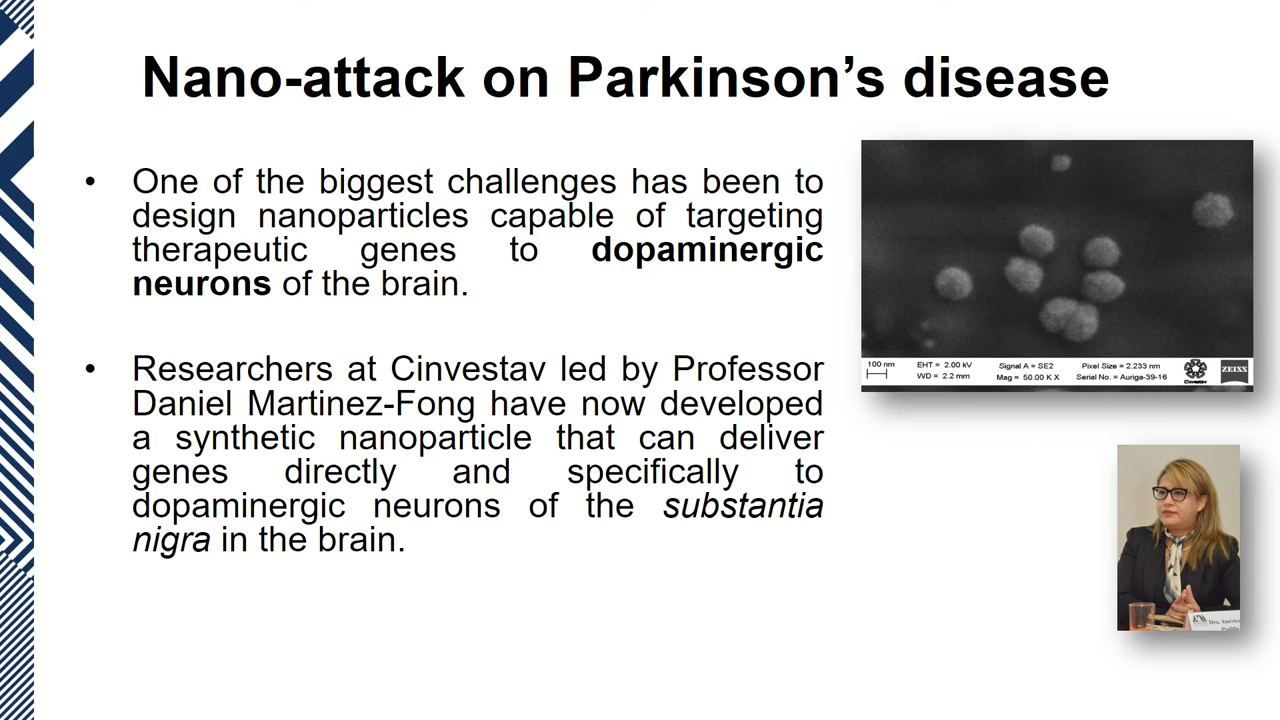 Nano-attack on Parkinson’s disease
• One of the biggest challenges has been to
design nanoparticles capable of targeting
therapeutic genes to dopaminergic
neurons of the brain.
• Researchers at Cinvestav led by Professor
Daniel Martinez-Fong have now developed
a synthetic nanoparticle that can deliver
genes directly and specifically to
dopaminergic neurons of the substantia
nigra in the brain.
100 nm
EHT = 2.00 kV
WD = 2.2 mm
Signal A = SE2
Mag = 50.00 K X
Pixel Size = 2.233 nm
Serial No. = Auriga-39-16
Cinvestav
ZEISS
Dra. América
Padilla